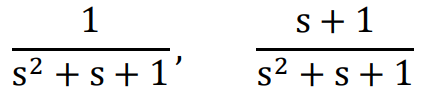 1/(s² + s + 1), (s + 1)/(s² + s + 1)